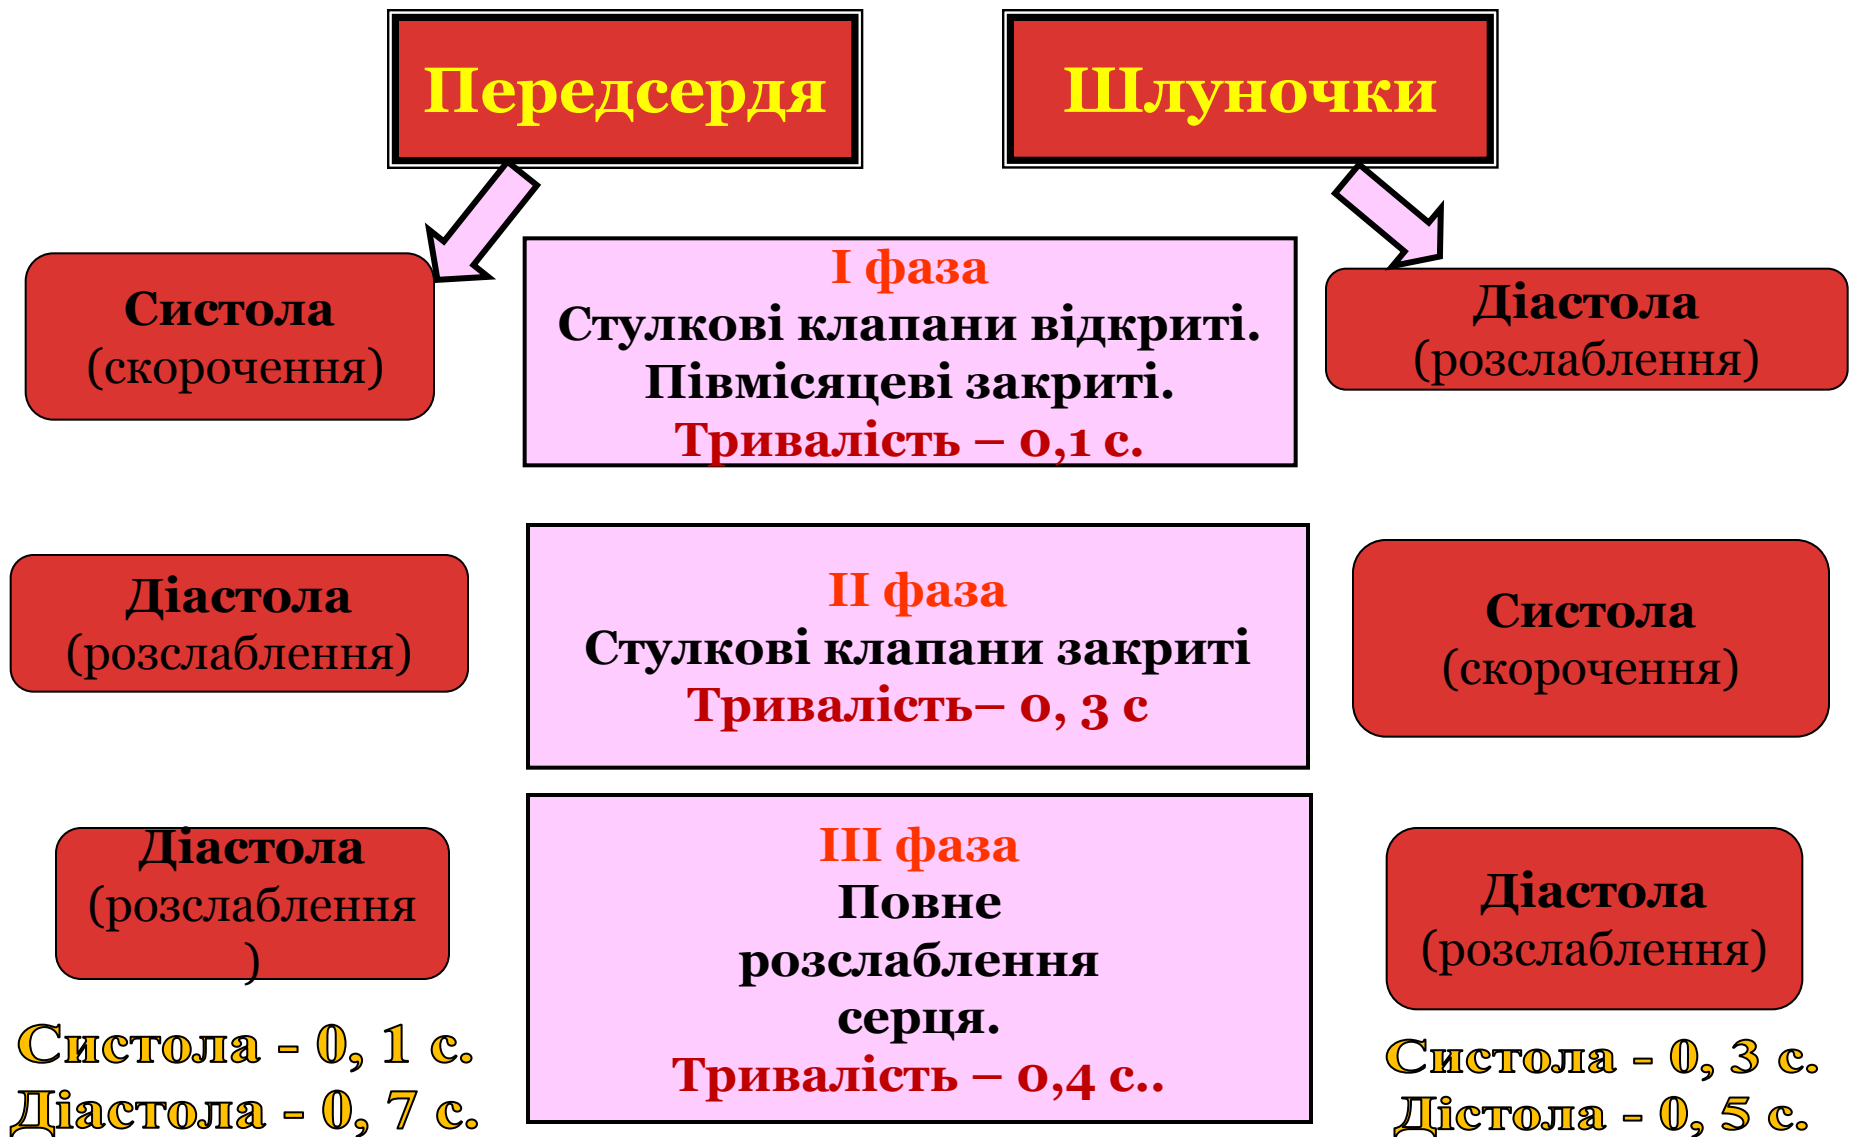 Передсердя
Шлуночки
Систола
(скорочення)
І фаза
Стулкові клапани відкриті.
Півмісяцеві закриті.
Тривалість – 0,1 с.
Діастола
(розслаблення)
Діастола
(розслаблення)
ІІ фаза
Стулкові клапани закриті
Тривалість– 0, 3 с
Систола
(скорочення)
Діастола
(розслаблення
)
ІІІ фаза
Повне
розслаблення
серця.
Тривалість – 0,4 с..
Діастола
(розслаблення)
Систола - 0, 1 с.
Діастола - 0, 7 с.
Систола - 0, 3 с.
Дістола - 0, 5 с.